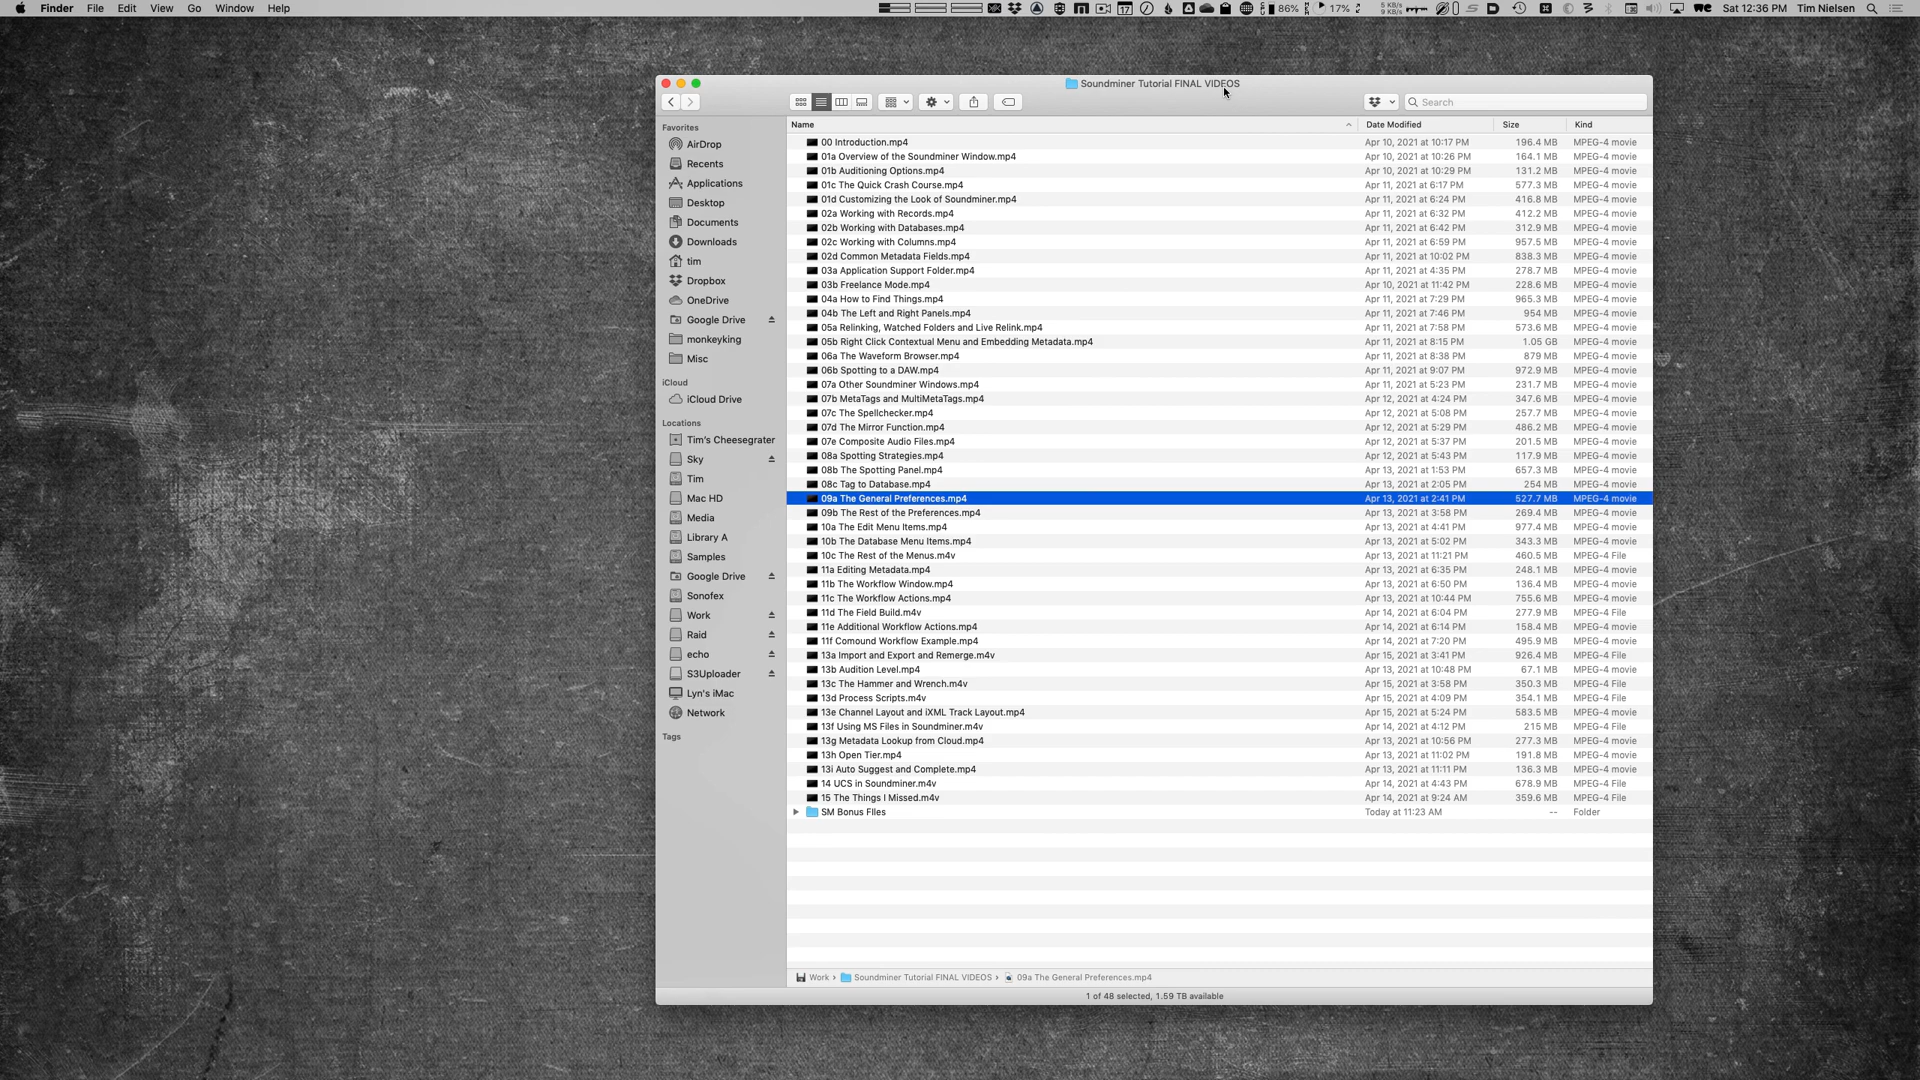 Finder File Edit View Go Window Help 86% 17% 5 KB/s 9 KB/s Sat 12:36 PM Tim Nielsen
Soundminer Tutorial FINAL VIDEOS
Search
Name Date Modified Size Kind
Favorites
AirDrop
Recents
Applications
Desktop
Documents
Downloads
tim
Dropbox
OneDrive
Google Drive
monkeyking
Misc
iCloud
iCloud Drive
Locations
Tim's Cheesegrater
Sky
Tim
Mac HD
Media
Library A
Samples
Google Drive
Sonofex
Work
Raid
echo
S3Uploader
Lyn's iMac
Network
Tags
00 Introduction.mp4 Apr 10, 2021 at 10:17 PM 196.4 MB MPEG-4 movie
01a Overview of the Soundminer Window.mp4 Apr 10, 2021 at 10:26 PM 164.1 MB MPEG-4 movie
01b Auditioning Options.mp4 Apr 10, 2021 at 10:29 PM 131.2 MB MPEG-4 movie
01c The Quick Crash Course.mp4 Apr 11, 2021 at 6:17 PM 577.3 MB MPEG-4 movie
01d Customizing the Look of Soundminer.mp4 Apr 11, 2021 at 6:24 PM 416.8 MB MPEG-4 movie
02a Working with Records.mp4 Apr 11, 2021 at 6:32 PM 412.2 MB MPEG-4 movie
02b Working with Databases.mp4 Apr 11, 2021 at 6:42 PM 312.9 MB MPEG-4 movie
02c Working with Columns.mp4 Apr 11, 2021 at 6:59 PM 957.5 MB MPEG-4 movie
02d Common Metadata Fields.mp4 Apr 11, 2021 at 10:02 PM 838.3 MB MPEG-4 movie
03a Application Support Folder.mp4 Apr 11, 2021 at 4:35 PM 278.7 MB MPEG-4 movie
03b Freelance Mode.mp4 Apr 10, 2021 at 11:42 PM 228.6 MB MPEG-4 movie
04a How to Find Things.mp4 Apr 11, 2021 at 7:29 PM 965.3 MB MPEG-4 movie
04b The Left and Right Panels.mp4 Apr 11, 2021 at 7:46 PM 954 MB MPEG-4 movie
05a Relinking, Watched Folders and Live Relink.mp4 Apr 11, 2021 at 7:58 PM 573.6 MB MPEG-4 movie
05b Right Click Contextual Menu and Embedding Metadata.mp4 Apr 11, 2021 at 8:15 PM 1.05 GB MPEG-4 movie
06a The Waveform Browser.mp4 Apr 11, 2021 at 8:38 PM 879 MB MPEG-4 movie
06b Spotting to a DAW.mp4 Apr 11, 2021 at 9:07 PM 972.9 MB MPEG-4 movie
07a Other Soundminer Windows.mp4 Apr 11, 2021 at 5:23 PM 231.7 MB MPEG-4 movie
07b MetaTags and MultiMetaTags.mp4 Apr 12, 2021 at 4:24 PM 347.6 MB MPEG-4 movie
07c The Spellchecker.mp4 Apr 12, 2021 at 5:08 PM 257.7 MB MPEG-4 movie
07d The Mirror Function.mp4 Apr 12, 2021 at 5:29 PM 486.2 MB MPEG-4 movie
07e Composite Audio Files.mp4 Apr 12, 2021 at 5:37 PM 201.5 MB MPEG-4 movie
08a Spotting Strategies.mp4 Apr 12, 2021 at 5:43 PM 117.9 MB MPEG-4 movie
08b The Spotting Panel.mp4 Apr 13, 2021 at 1:53 PM 657.3 MB MPEG-4 movie
08c Tag to Database.mp4 Apr 13, 2021 at 2:05 PM 254 MB MPEG-4 movie
09a The General Preferences.mp4 Apr 13, 2021 at 2:41 PM 527.7 MB MPEG-4 movie
09b The Rest of the Preferences.mp4 Apr 13, 2021 at 3:58 PM 269.4 MB MPEG-4 movie
10a The Edit Menu Items.mp4 Apr 13, 2021 at 4:41 PM 977.4 MB MPEG-4 movie
10b The Database Menu Items.mp4 Apr 13, 2021 at 5:02 PM 343.3 MB MPEG-4 movie
10c The Rest of the Menus.m4v Apr 13, 2021 at 11:21 PM 460.5 MB MPEG-4 File
11a Editing Metadata.mp4 Apr 13, 2021 at 6:35 PM 248.1 MB MPEG-4 movie
11b The Workflow Window.mp4 Apr 13, 2021 at 6:50 PM 136.4 MB MPEG-4 movie
11c The Workflow Actions.mp4 Apr 13, 2021 at 10:44 PM 755.6 MB MPEG-4 movie
11d The Field Build.m4v Apr 14, 2021 at 6:04 PM 277.9 MB MPEG-4 File
11e Additional Workflow Actions.mp4 Apr 14, 2021 at 6:14 PM 158.4 MB MPEG-4 movie
11f Comound Workflow Example.mp4 Apr 14, 2021 at 7:20 PM 495.9 MB MPEG-4 movie
13a Import and Export and Remerge.m4v Apr 15, 2021 at 3:41 PM 926.4 MB MPEG-4 File
13b Audition Level.mp4 Apr 13, 2021 at 10:48 PM 67.1 MB MPEG-4 movie
13c The Hammer and Wrench.m4v Apr 15, 2021 at 3:58 PM 350.3 MB MPEG-4 File
13d Process Scripts.m4v Apr 15, 2021 at 4:09 PM 354.1 MB MPEG-4 File
13e Channel Layout and iXML Track Layout.mp4 Apr 15, 2021 at 5:24 PM 583.5 MB MPEG-4 movie
13f Using MS Files in Soundminer.m4v Apr 14, 2021 at 4:12 PM 215 MB MPEG-4 File
13g Metadata Lookup from Cloud.mp4 Apr 13, 2021 at 10:56 PM 277.3 MB MPEG-4 movie
13h Open Tier.mp4 Apr 13, 2021 at 11:02 PM 191.8 MB MPEG-4 movie
13i Auto Suggest and Complete.mp4 Apr 13, 2021 at 11:11 PM 136.3 MB MPEG-4 movie
14 UCS in Soundminer.m4v Apr 14, 2021 at 4:43 PM 678.9 MB MPEG-4 File
15 The Things I Missed.m4v Apr 14, 2021 at 9:24 AM 359.6 MB MPEG-4 File
SM Bonus FIles Today at 11:23 AM -- Folder
Work › Soundminer Tutorial FINAL VIDEOS › 09a The General Preferences.mp4
1 of 48 selected, 1.59 TB available